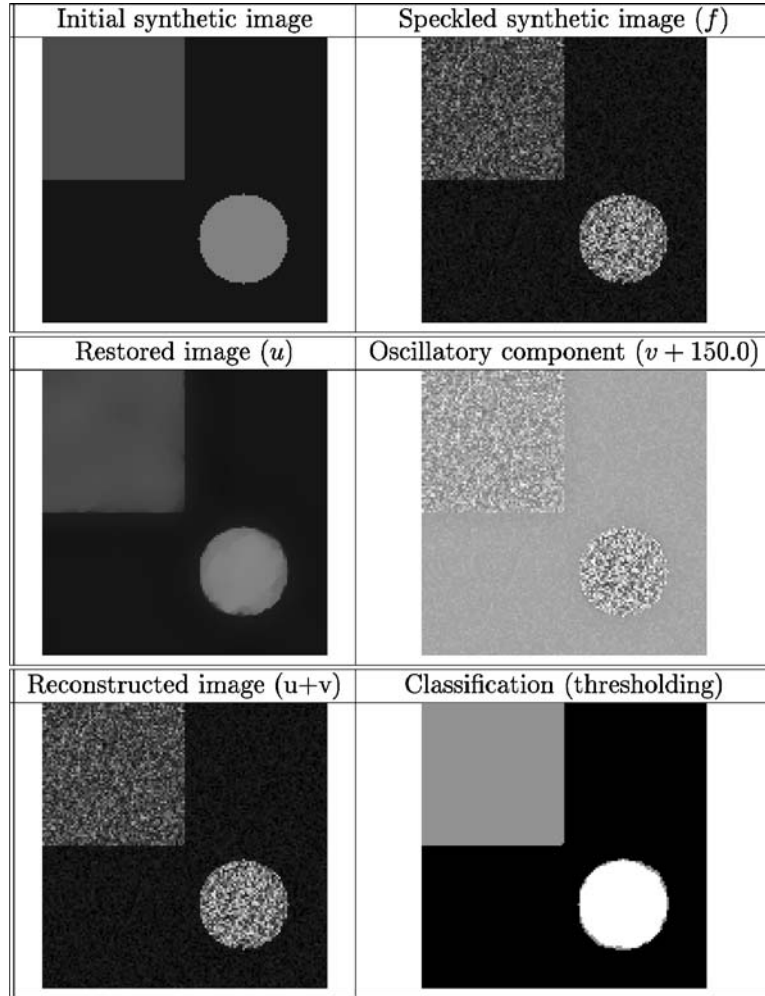 Initial synthetic image
Speckled synthetic image (f)
Restored image (u)
Oscillatory component (v + 150.0)
Reconstructed image (u+v)
Classification (thresholding)